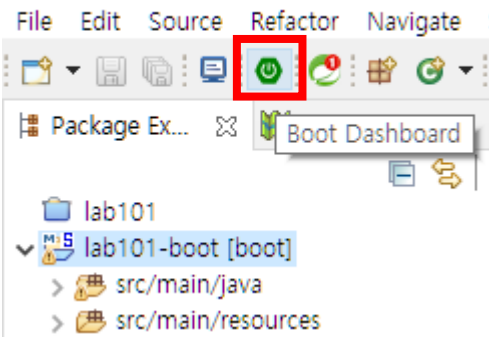 File Edit Source Refactor Navigate
Package Ex...
Boot Dashboard
lab101
lab101-boot [boot]
src/main/java
src/main/resources